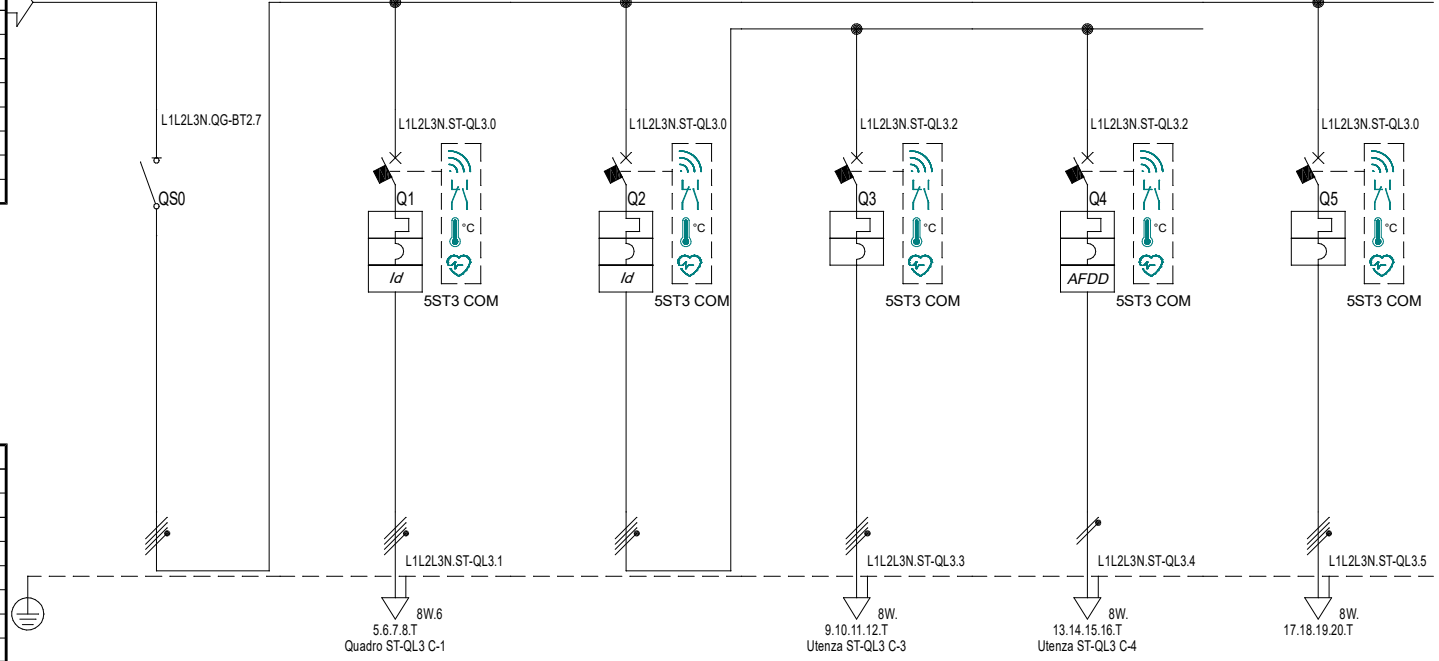 L1L2L3N.QG-BT2.7
L1L2L3N.ST-QL3.0
L1L2L3N.ST-QL3.0
L1L2L3N.ST-QL3.2
L1L2L3N.ST-QL3.2
L1L2L3N.ST-QL3.0
QS0
Q1
Q2
Q3
Q4
Q5
°C
°C
°C
°C
°C
Id
Id
AFDD
5ST3 COM
5ST3 COM
5ST3 COM
5ST3 COM
5ST3 COM
L1L2L3N.ST-QL3.1
L1L2L3N.ST-QL3.3
L1L2L3N.ST-QL3.4
L1L2L3N.ST-QL3.5
8W.6
5.6.7.8.T
Quadro ST-QL3 C-1
8W.
9.10.11.12.T
Utenza ST-QL3 C-3
8W.
13.14.15.16.T
Utenza ST-QL3 C-4
8W.
17.18.19.20.T